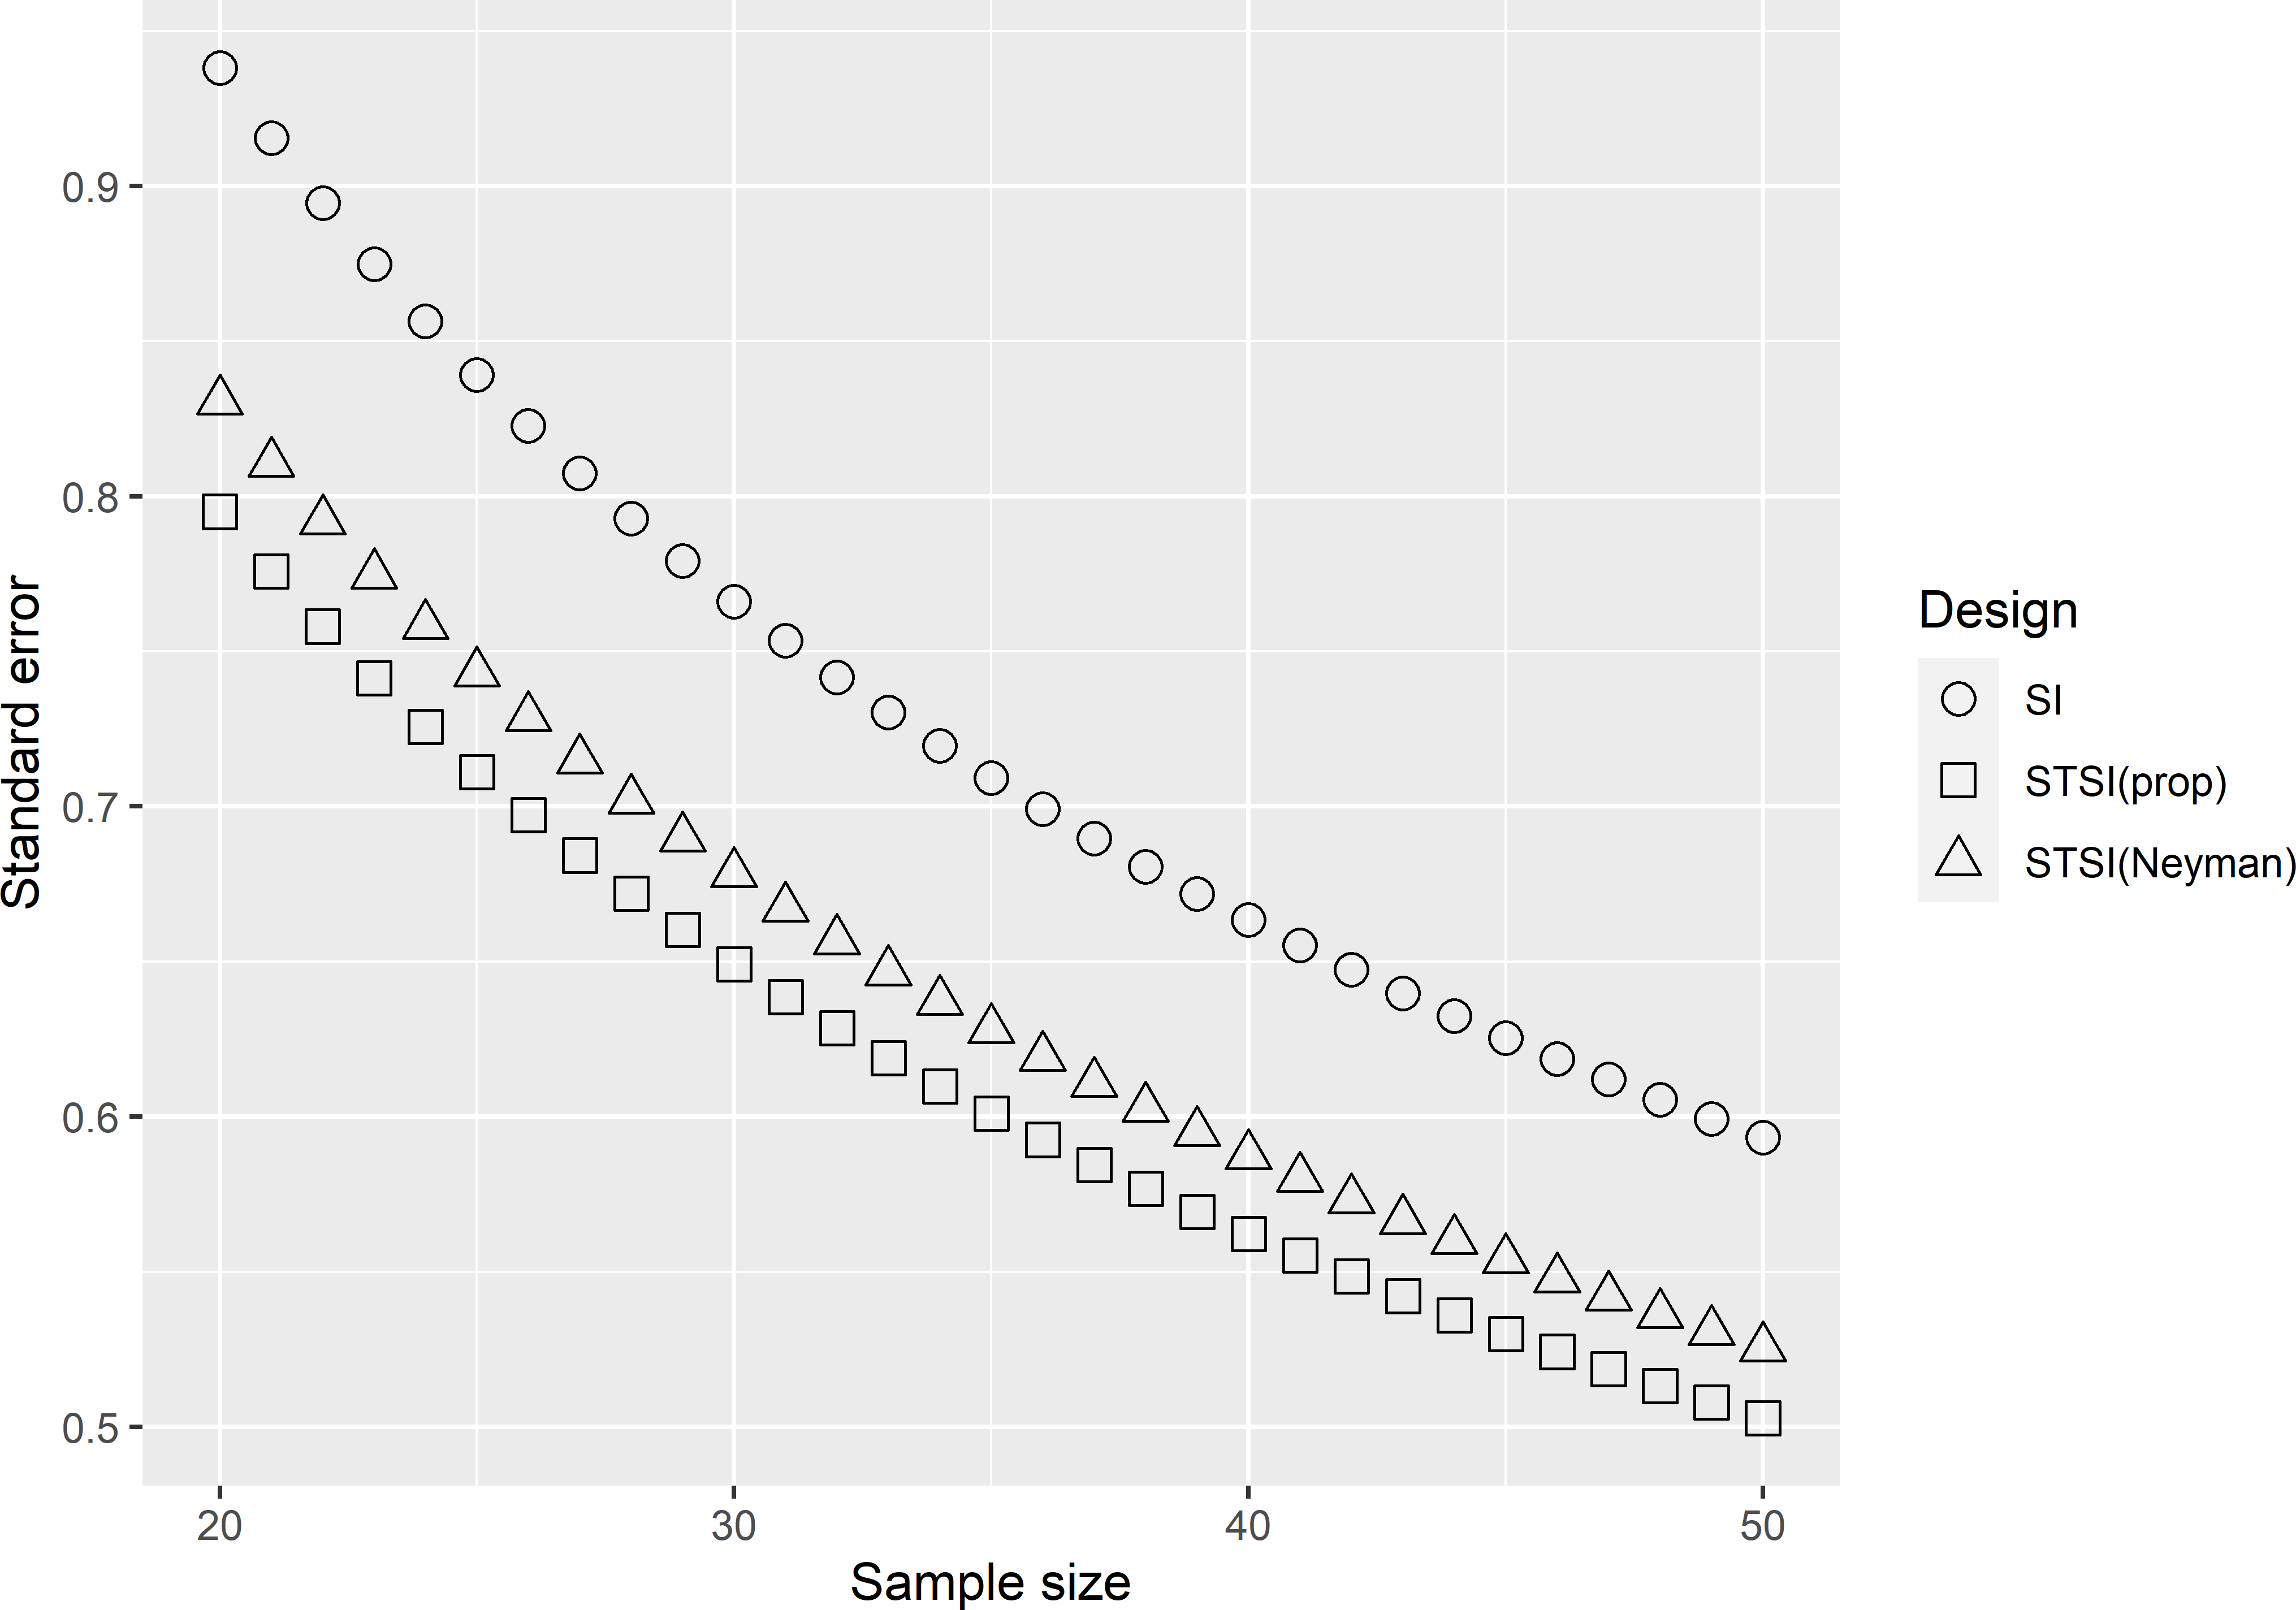 Standard error
0.9
0.8
0.7
0.6
0.5
20 30 40 50
Sample size
Design
SI
STSI(prop)
STSI(Neyman)